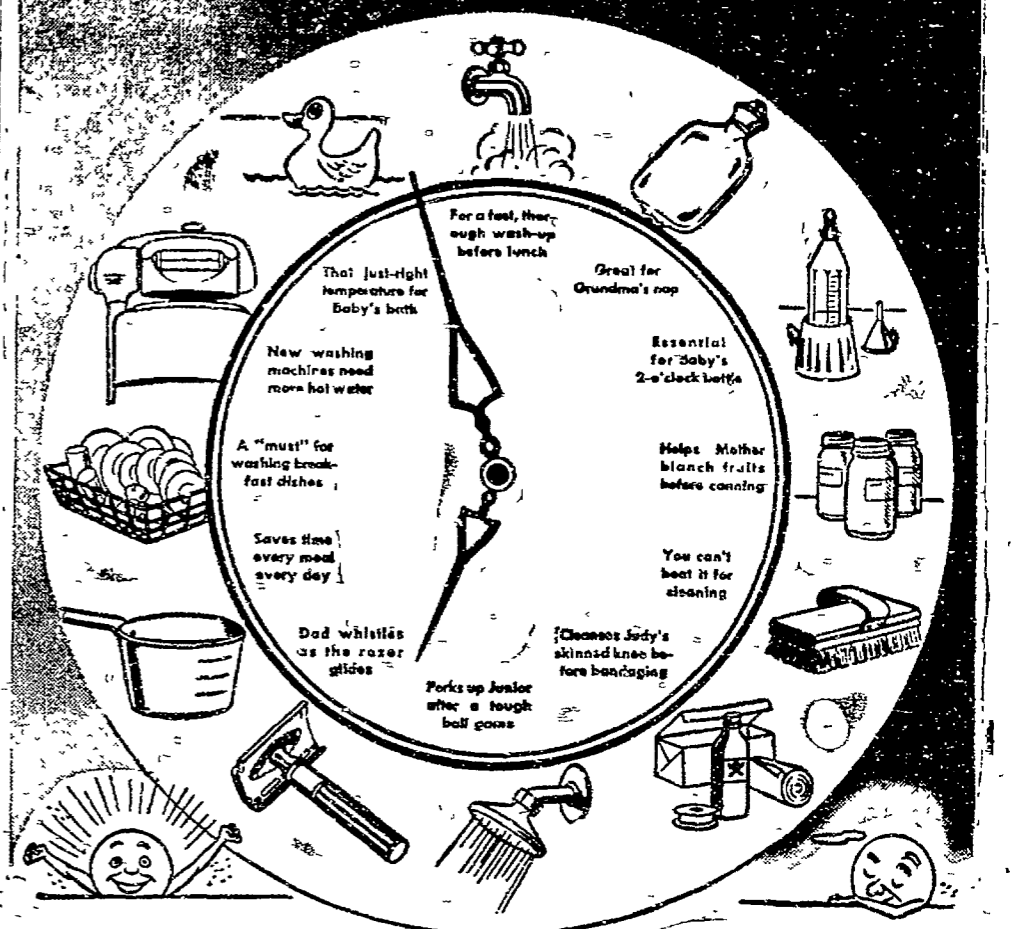 For a fast, thor-
ough wash-up
before lunch
Great for
Grandma's nap
Essential
for Baby's
2-o'clock bottle
Helps Mother
blanch fruits
before canning
You can't
beat it for
cleaning
Cleanses Judy's
skinned knee be-
fore bandaging
Perks up Junior
after a tough
ball game
Dad whistles
as the razor
glides
Saves time
every meal
every day
A "must" for
washing break-
fast dishes
New washing
machines need
more hot water
That just-right
temperature for
Baby's bath